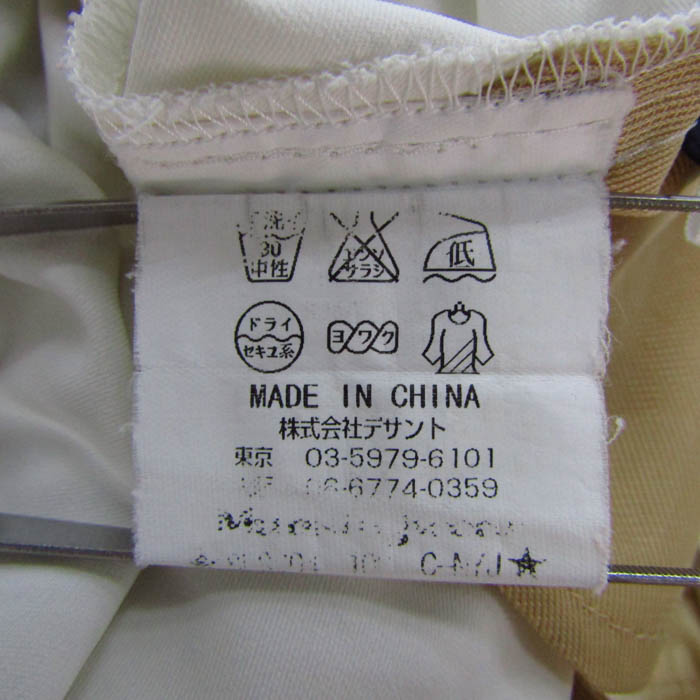 手洗イ
30
中性
エンソ
サラシ
低
ドライ
セキユ系
ヨワク
MADE IN CHINA
株式会社デサント
東京 03-5979-6101
06-6774-0359